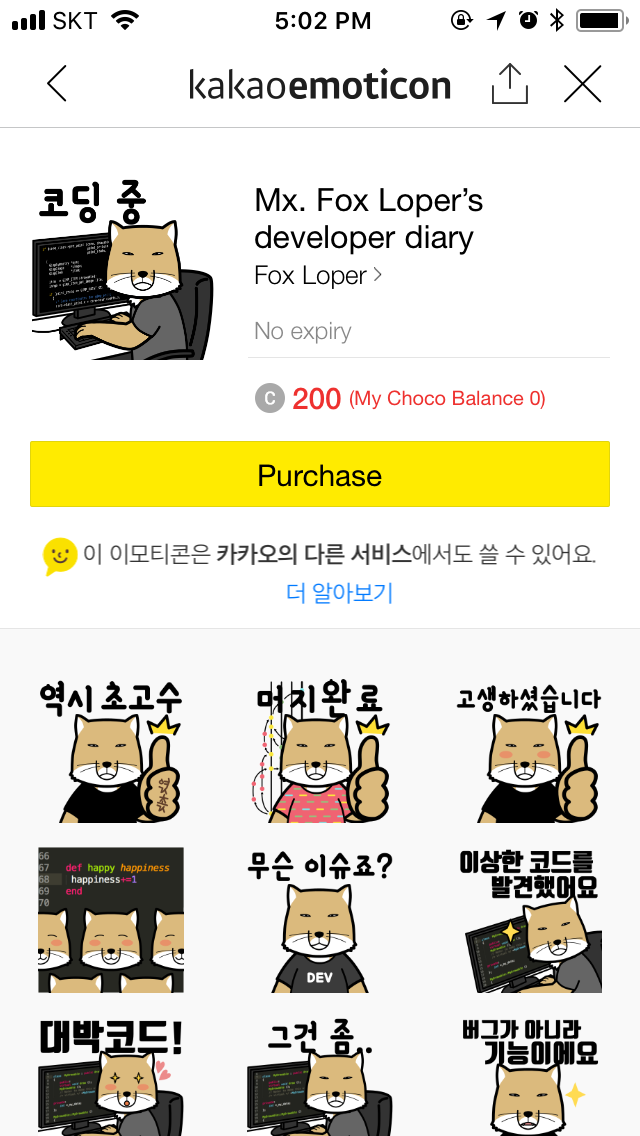 SKT
5:02 PM
kakaoemoticon
코딩 중
Mx. Fox Loper’s
developer diary
Fox Loper
No expiry
C 200 (My Choco Balance 0)
Purchase
이 이모티콘은 카카오의 다른 서비스에서도 쓸 수 있어요.
더 알아보기
역시 초고수
머지완료
고생하셨습니다
66
67 def happy happiness
68 happiness+=1
69 end
70
무슨 이슈죠?
DEV
이상한 코드를
발견했어요
대박코드!
그건 좀..
버그가 아니라
기능이에요